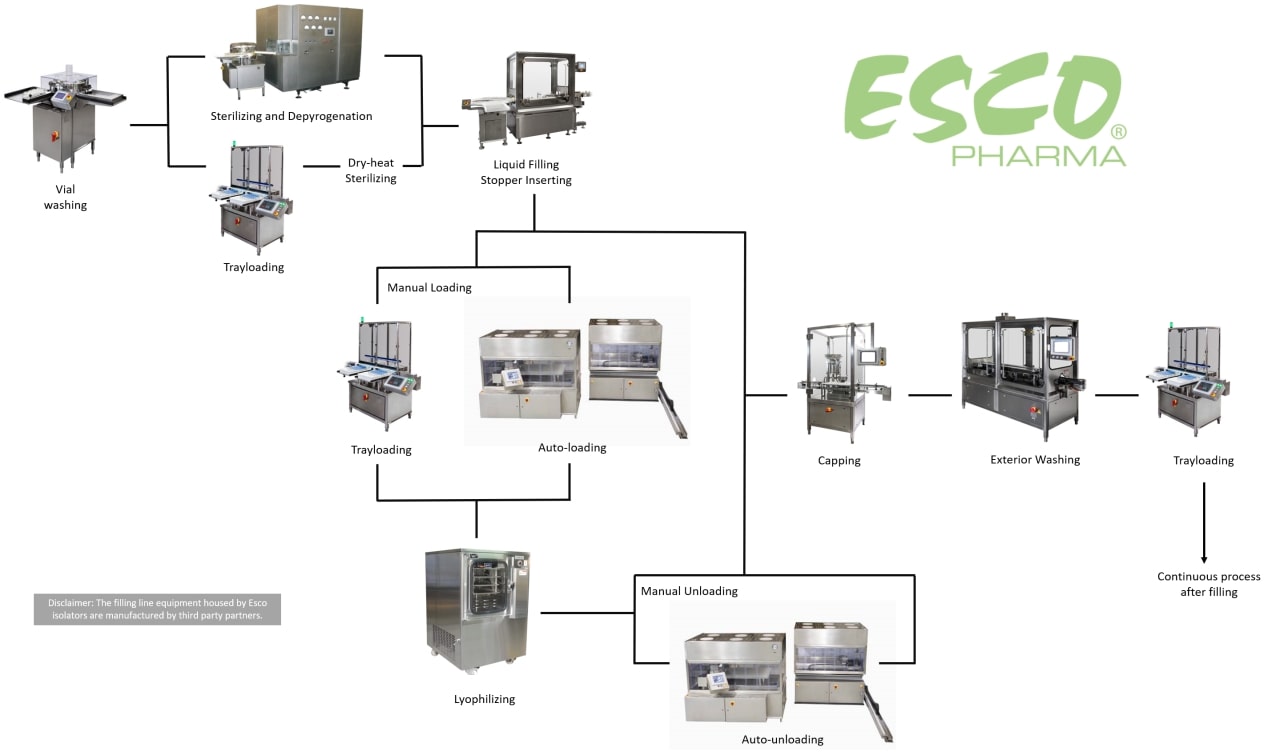 ESCO®
PHARMA
Sterilizing and Depyrogenation
Vial
washing
Dry-heat
Sterilizing
Liquid Filling
Stopper Inserting
Trayloading
Manual Loading
Trayloading
Auto-loading
Capping
Exterior Washing
Trayloading
Continuous process
after filling
Manual Unloading
Disclaimer: The filling line equipment housed by Esco
isolators are manufactured by third party partners.
Lyophilizing
Auto-unloading